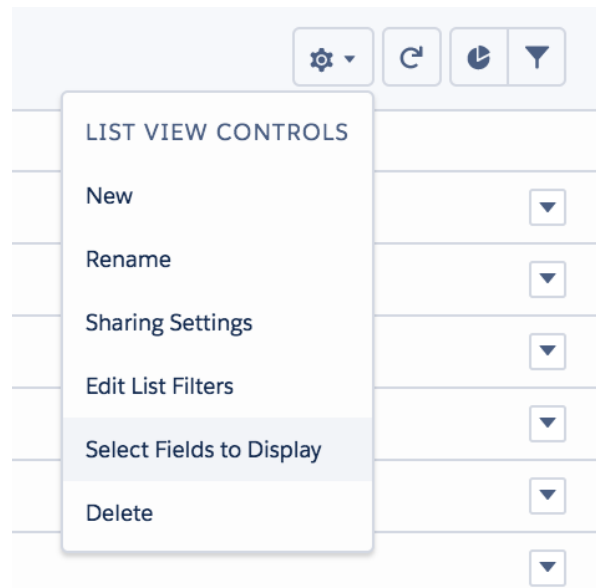 LIST VIEW CONTROLS
New
Rename
Sharing Settings
Edit List Filters
Select Fields to Display
Delete